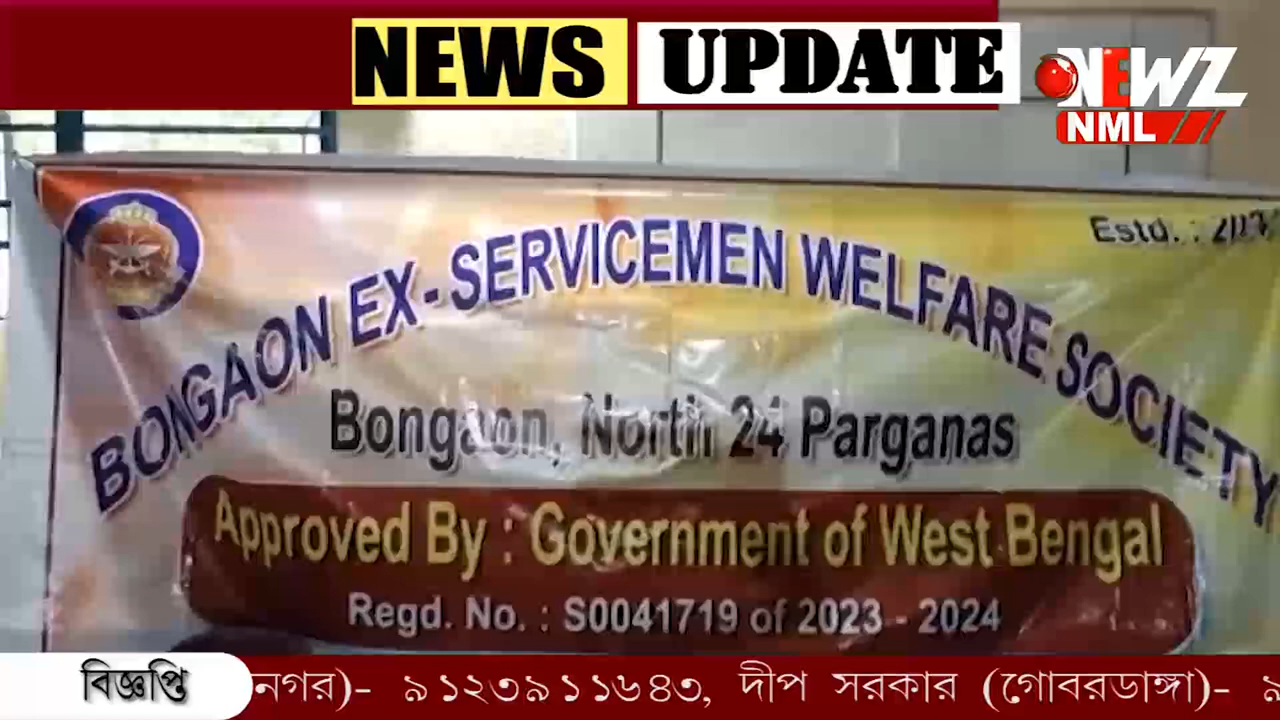 NEWS UPDATE
NEWZ
NML
Estd. :
BONGAON EX-SERVICEMEN WELFARE SOCIETY
Bongaon, North 24 Parganas
Approved By : Government of West Bengal
Regd. No. : S0041719 of 2023 - 2024
বিজ্ঞপ্তি
নগর)- ৯১২৩৯১১৬৪৩, দীপ সরকার (গোবরডাঙ্গা)- ৯